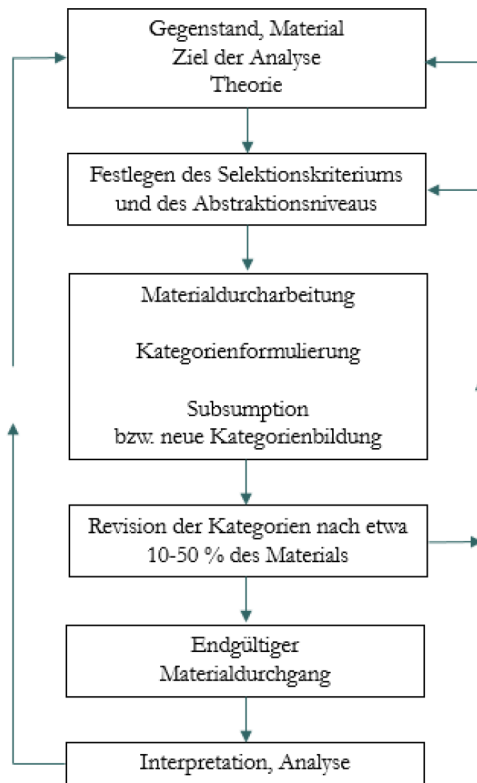 Gegenstand, Material
Ziel der Analyse
Theorie
Festlegen des Selektionskriteriums
und des Abstraktionsniveaus
Materialdurcharbeitung
Kategorienformulierung
Subsumption
bzw. neue Kategorienbildung
Revision der Kategorien nach etwa
10-50 % des Materials
Endgültiger
Materialdurchgang
Interpretation, Analyse